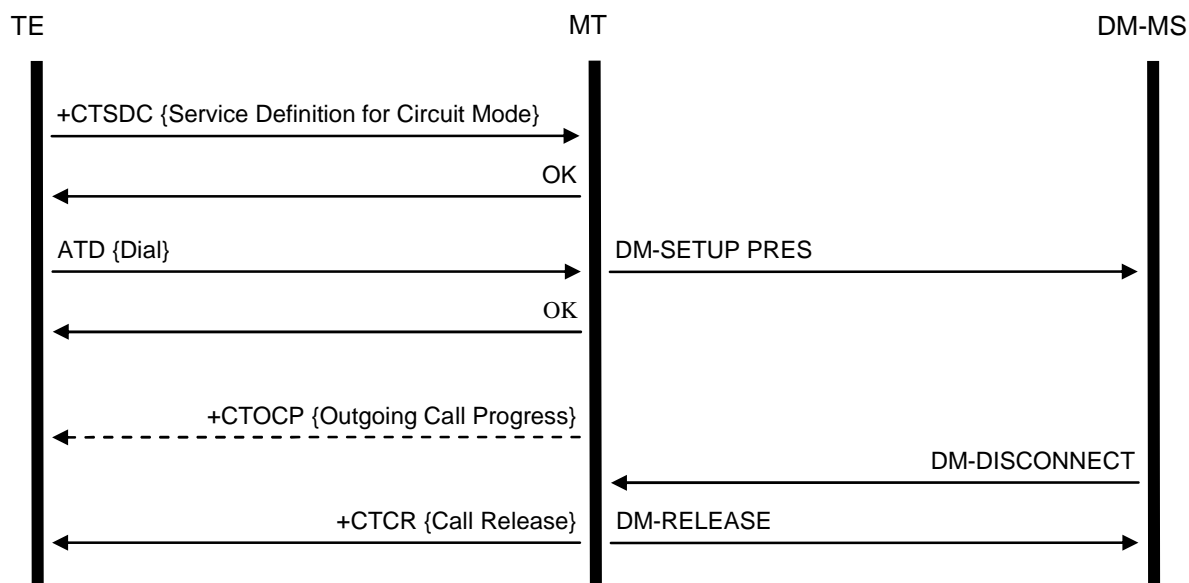 TE MT DM-MS
+CTSDC {Service Definition for Circuit Mode}
OK
ATD {Dial} DM-SETUP PRES
OK
+CTOCP {Outgoing Call Progress}
DM-DISCONNECT
+CTCR {Call Release} DM-RELEASE